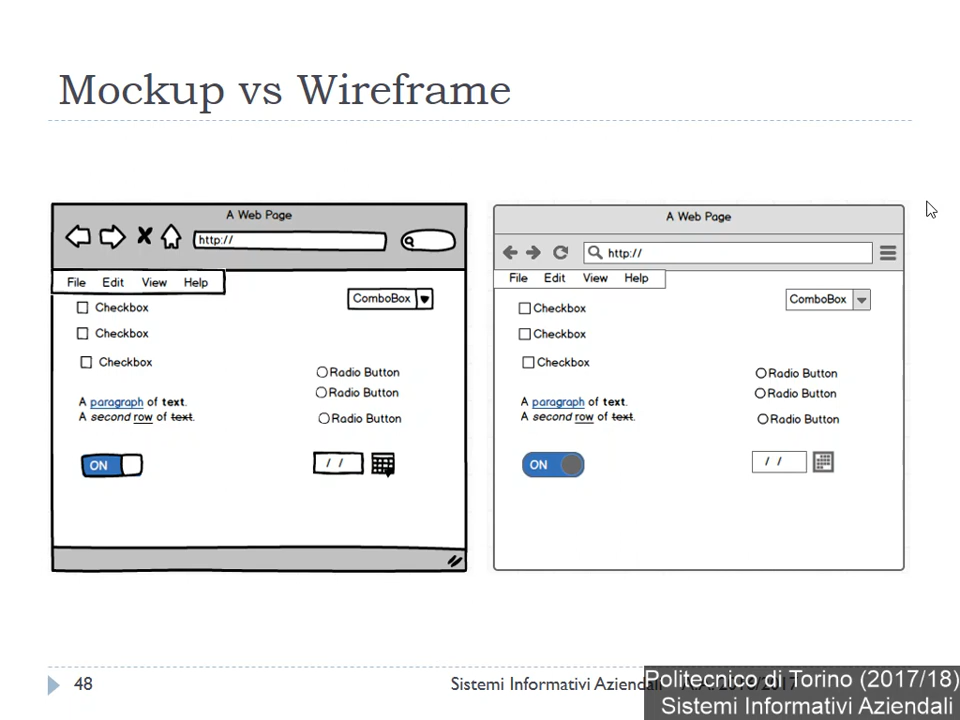 Mockup vs Wireframe
A Web Page
http://
File Edit View Help
ComboBox
Checkbox
Checkbox
Checkbox
Radio Button
Radio Button
Radio Button
A paragraph of text.
A second row of text.
ON
/ /
A Web Page
http://
File Edit View Help
ComboBox
Checkbox
Checkbox
Checkbox
Radio Button
Radio Button
Radio Button
A paragraph of text.
A second row of text.
ON
/ /
48
Sistemi Informativi Aziendali A.A. 2016/2017
Politecnico di Torino (2017/18)
Sistemi Informativi Aziendali